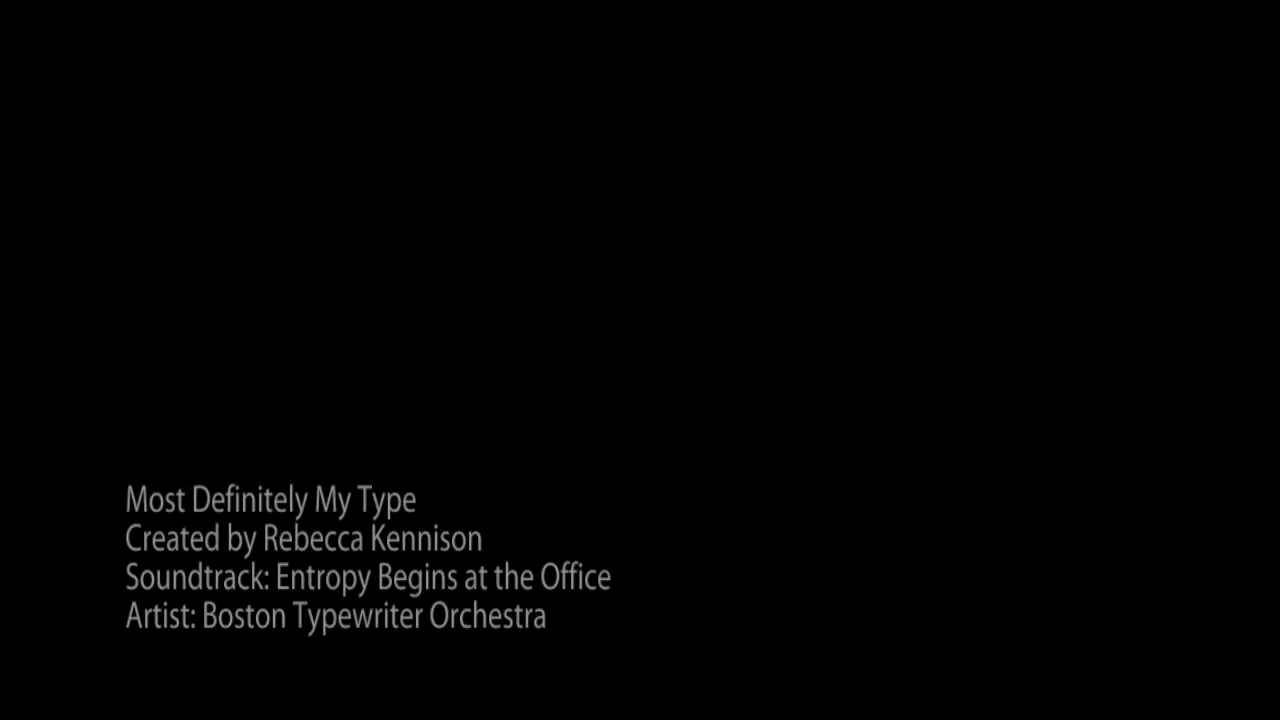 Most Definitely My Type
Created by Rebecca Kennison
Soundtrack: Entropy Begins at the Office
Artist: Boston Typewriter Orchestra